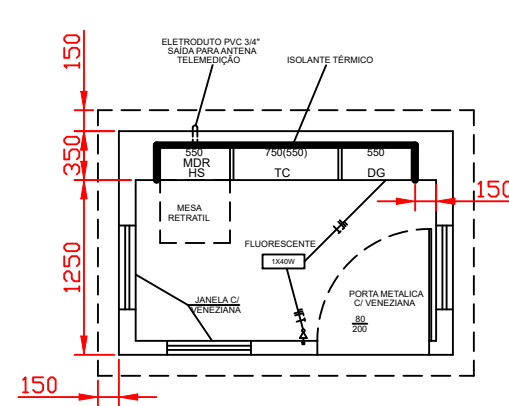 ELETRODUTO PVC 3/4"
SAÍDA PARA ANTENA
TELEMEDIÇÃO
ISOLANTE TÉRMICO
150
350
1250
150
150
550
MDR
HS
750(550)
TC
550
DG
MESA
RETRATIL
FLUORESCENTE
1X40W
JANELA C/
VENEZIANA
PORTA METALICA
C/ VENEZIANA
80
200